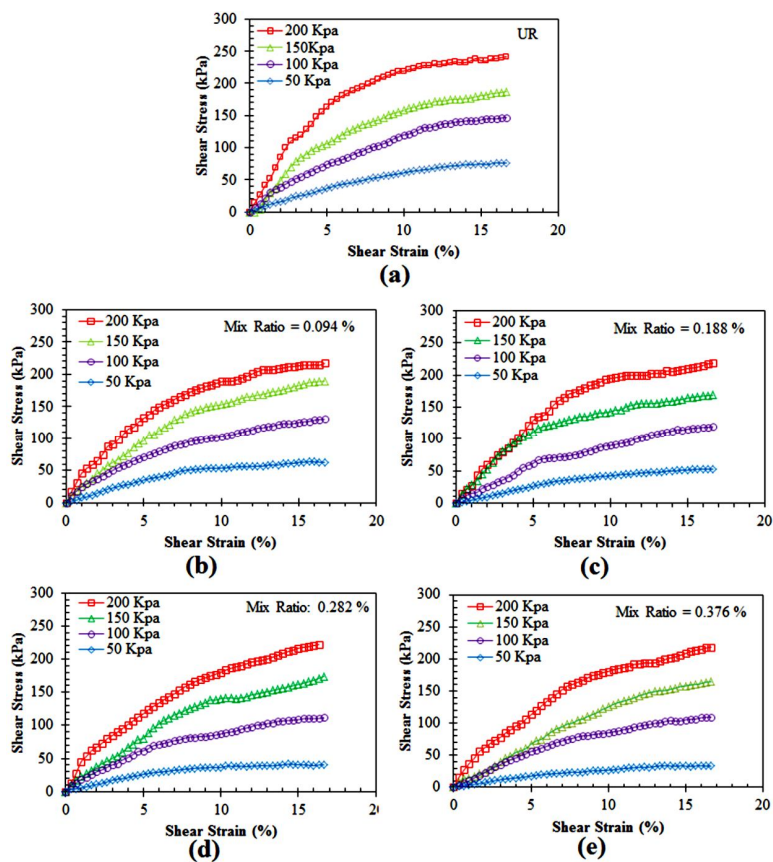 300
250
200
150
100
50
0
Shear Stress (kPa)
200 Kpa
150Kpa
100 Kpa
50 Kpa
UR
0 5 10 15 20
Shear Strain (%)
(a)
300
250
200
150
100
50
0
Shear Stress (kPa)
200 Kpa
150 Kpa
100 Kpa
50 Kpa
Mix Ratio = 0.094 %
0 5 10 15 20
Shear Strain (%)
(b)
300
250
200
150
100
50
0
Shear Stress (kPa)
200 Kpa
150 Kpa
100 Kpa
50 Kpa
Mix Ratio = 0.188 %
0 5 10 15 20
Shear Strain (%)
(c)
300
250
200
150
100
50
0
Shear Stress (kPa)
200 Kpa
150 Kpa
100 Kpa
50 Kpa
Mix Ratio: 0.282 %
0 5 10 15 20
Shear Strain (%)
(d)
300
250
200
150
100
50
0
Shear Stress (kPa)
200 Kpa
150 Kpa
100 Kpa
50 Kpa
Mix Ratio = 0.376 %
0 5 10 15 20
Shear Strain (%)
(e)